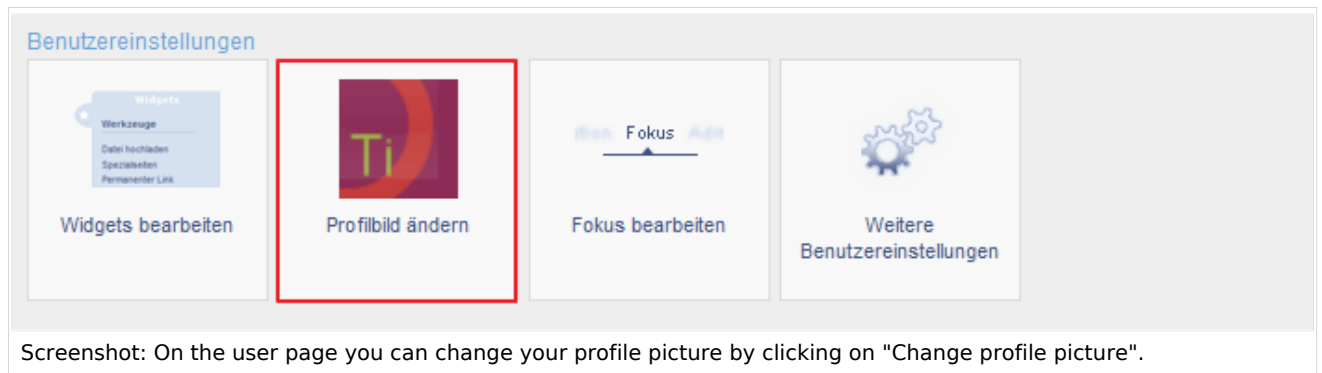 Benutzereinstellungen
Widgets
Werkzeuge
Datei hochladen
Spezialseiten
Permanenter Link
Widgets bearbeiten
Ti
Profilbild ändern
Fokus
Fokus bearbeiten
Weitere
Benutzereinstellungen
Screenshot: On the user page you can change your profile picture by clicking on "Change profile picture".